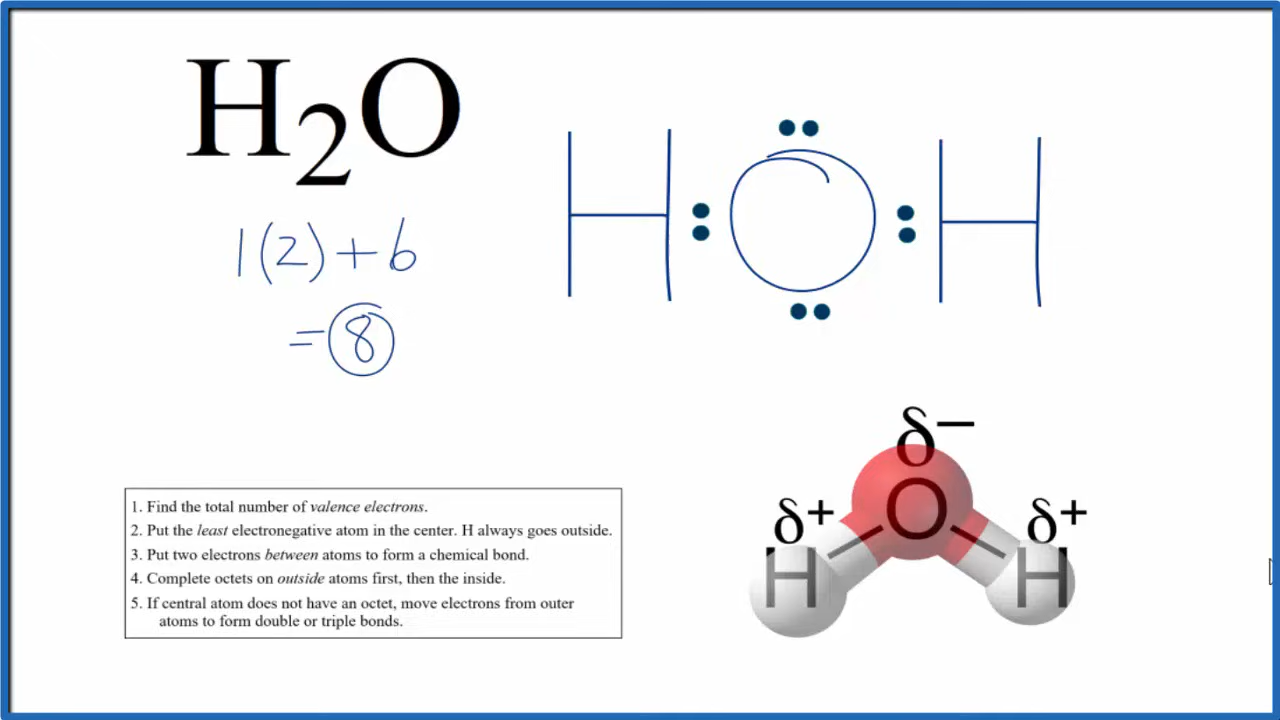 H₂O
1(2)+6
=8
H O H
1. Find the total number of valence electrons.
2. Put the least electronegative atom in the center. H always goes outside.
3. Put two electrons between atoms to form a chemical bond.
4. Complete octets on outside atoms first, then the inside.
5. If central atom does not have an octet, move electrons from outer
atoms to form double or triple bonds.
δ−
O
δ+ δ+
H H